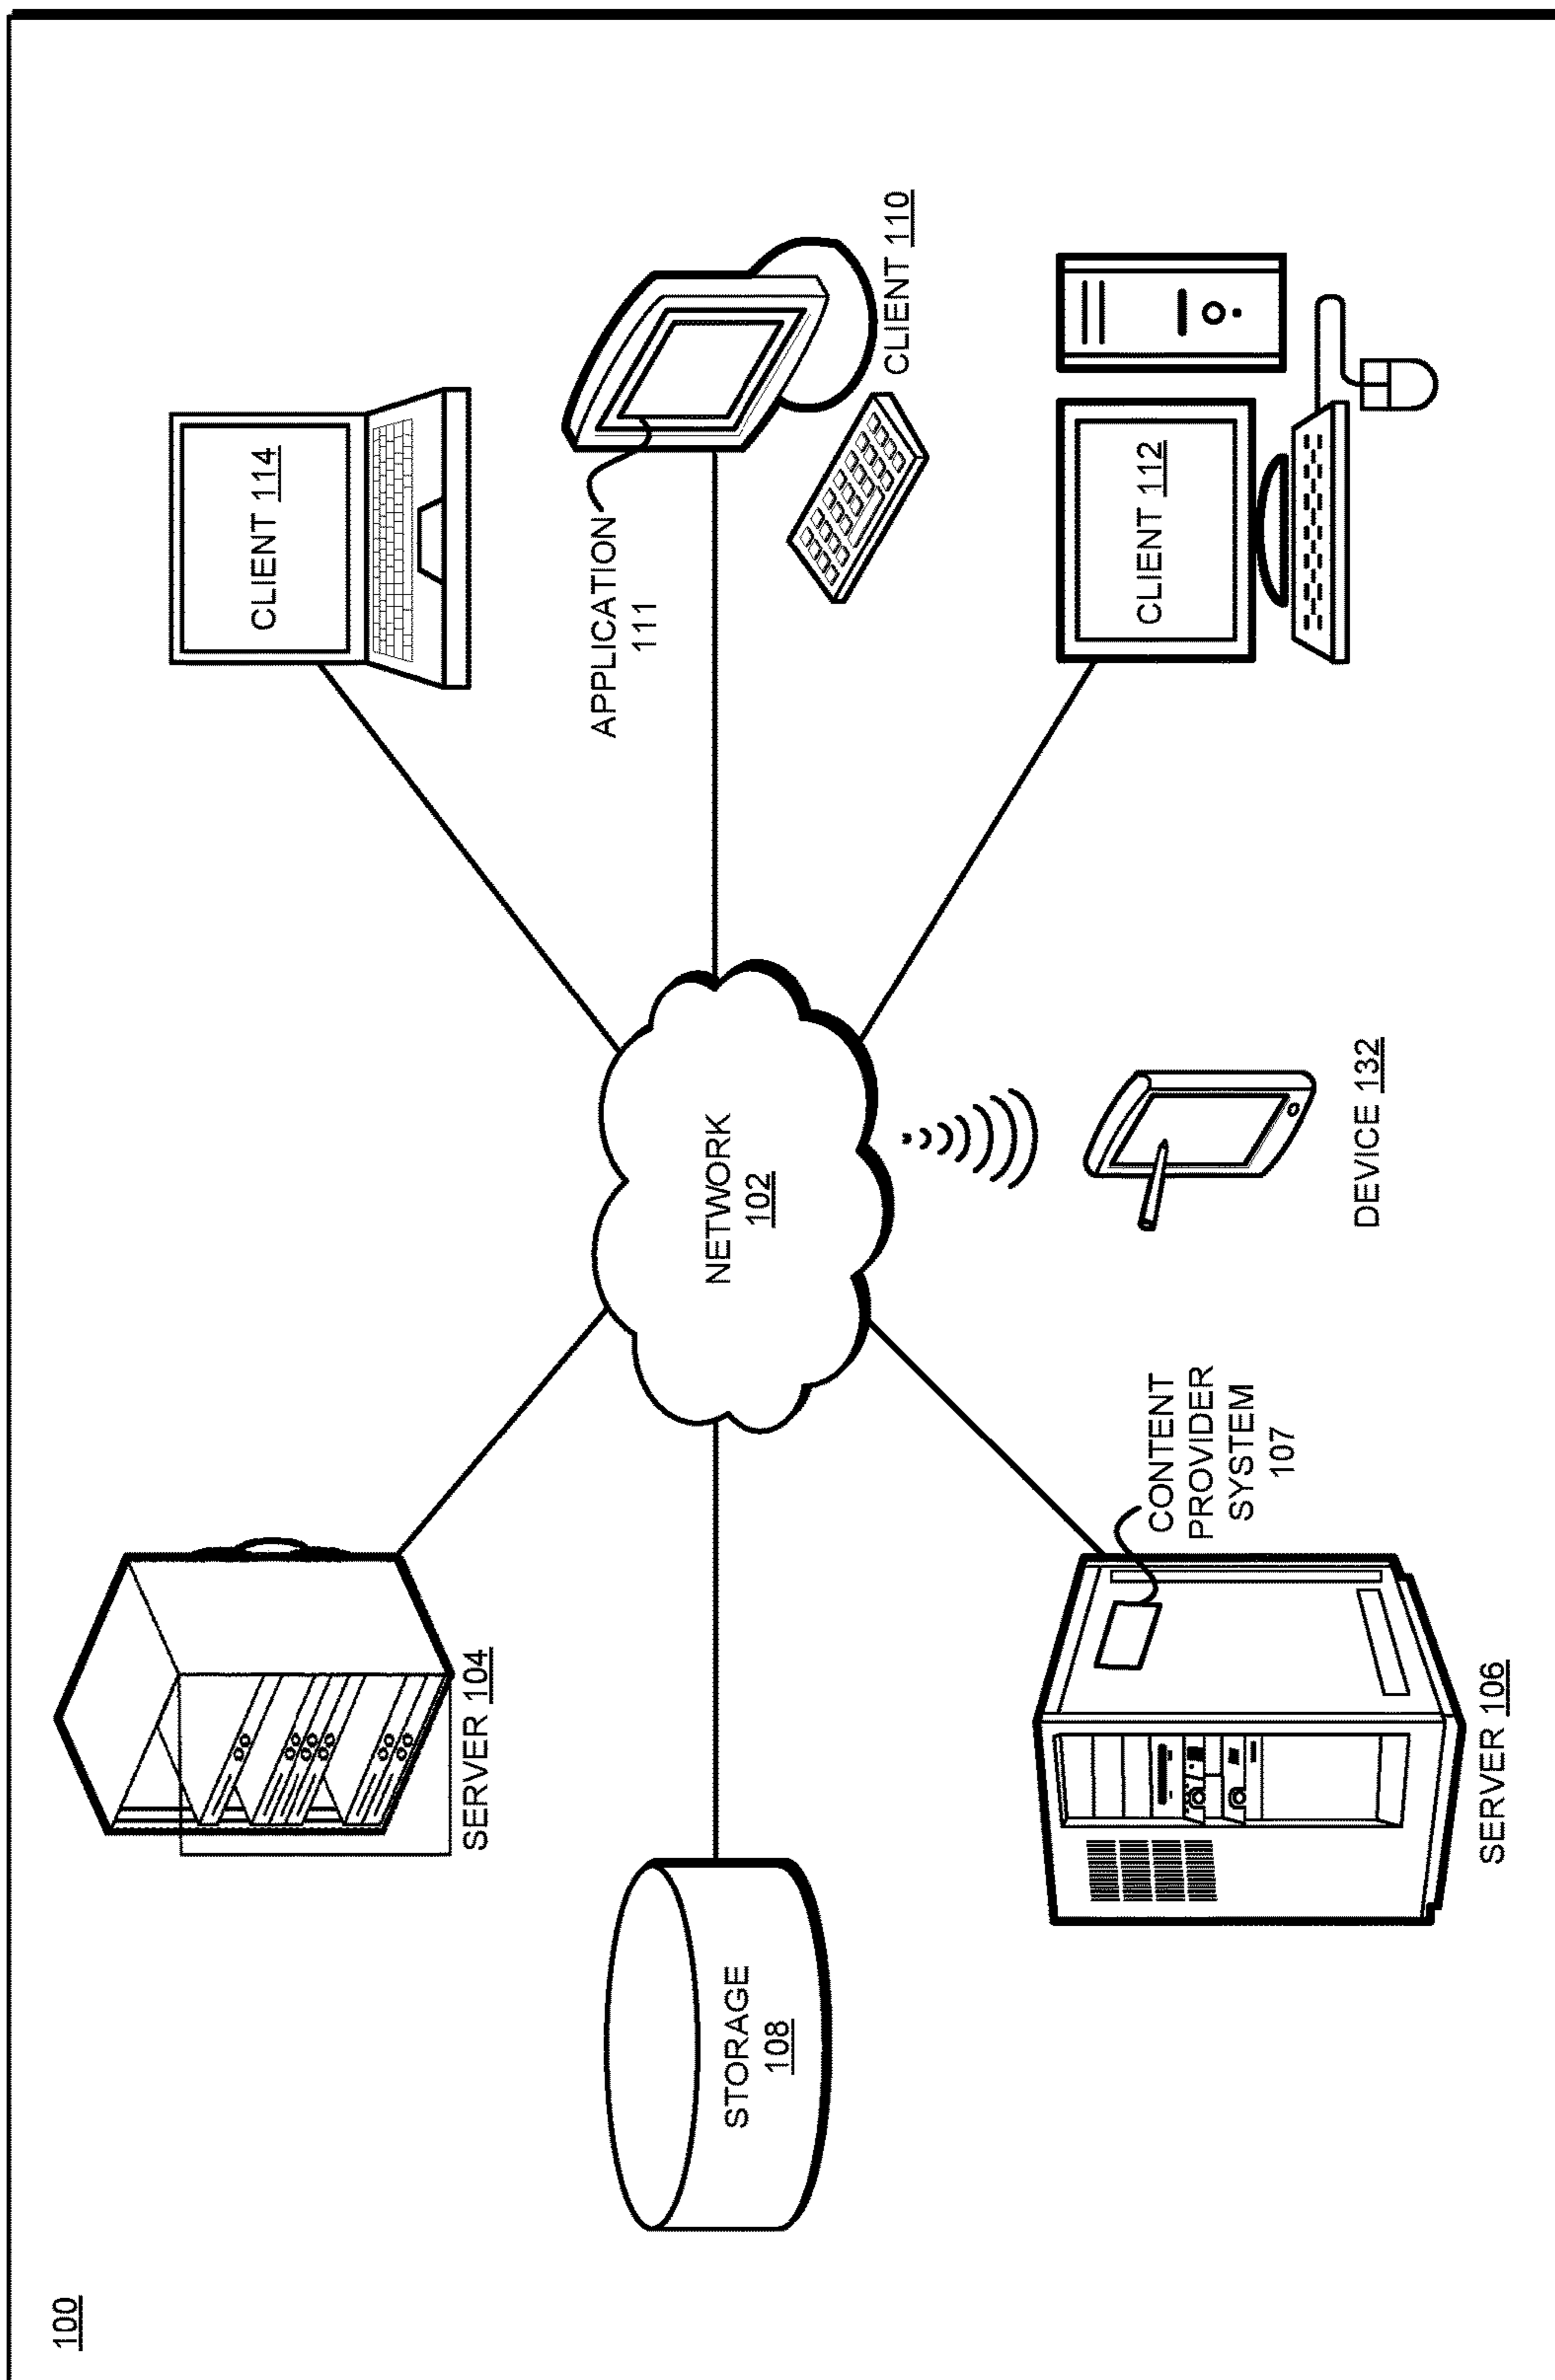 100
SERVER 104
CLIENT 114
STORAGE
108
NETWORK
102
APPLICATION
111
CLIENT 110
CONTENT
PROVIDER
SYSTEM
107
SERVER 106
DEVICE 132
CLIENT 112